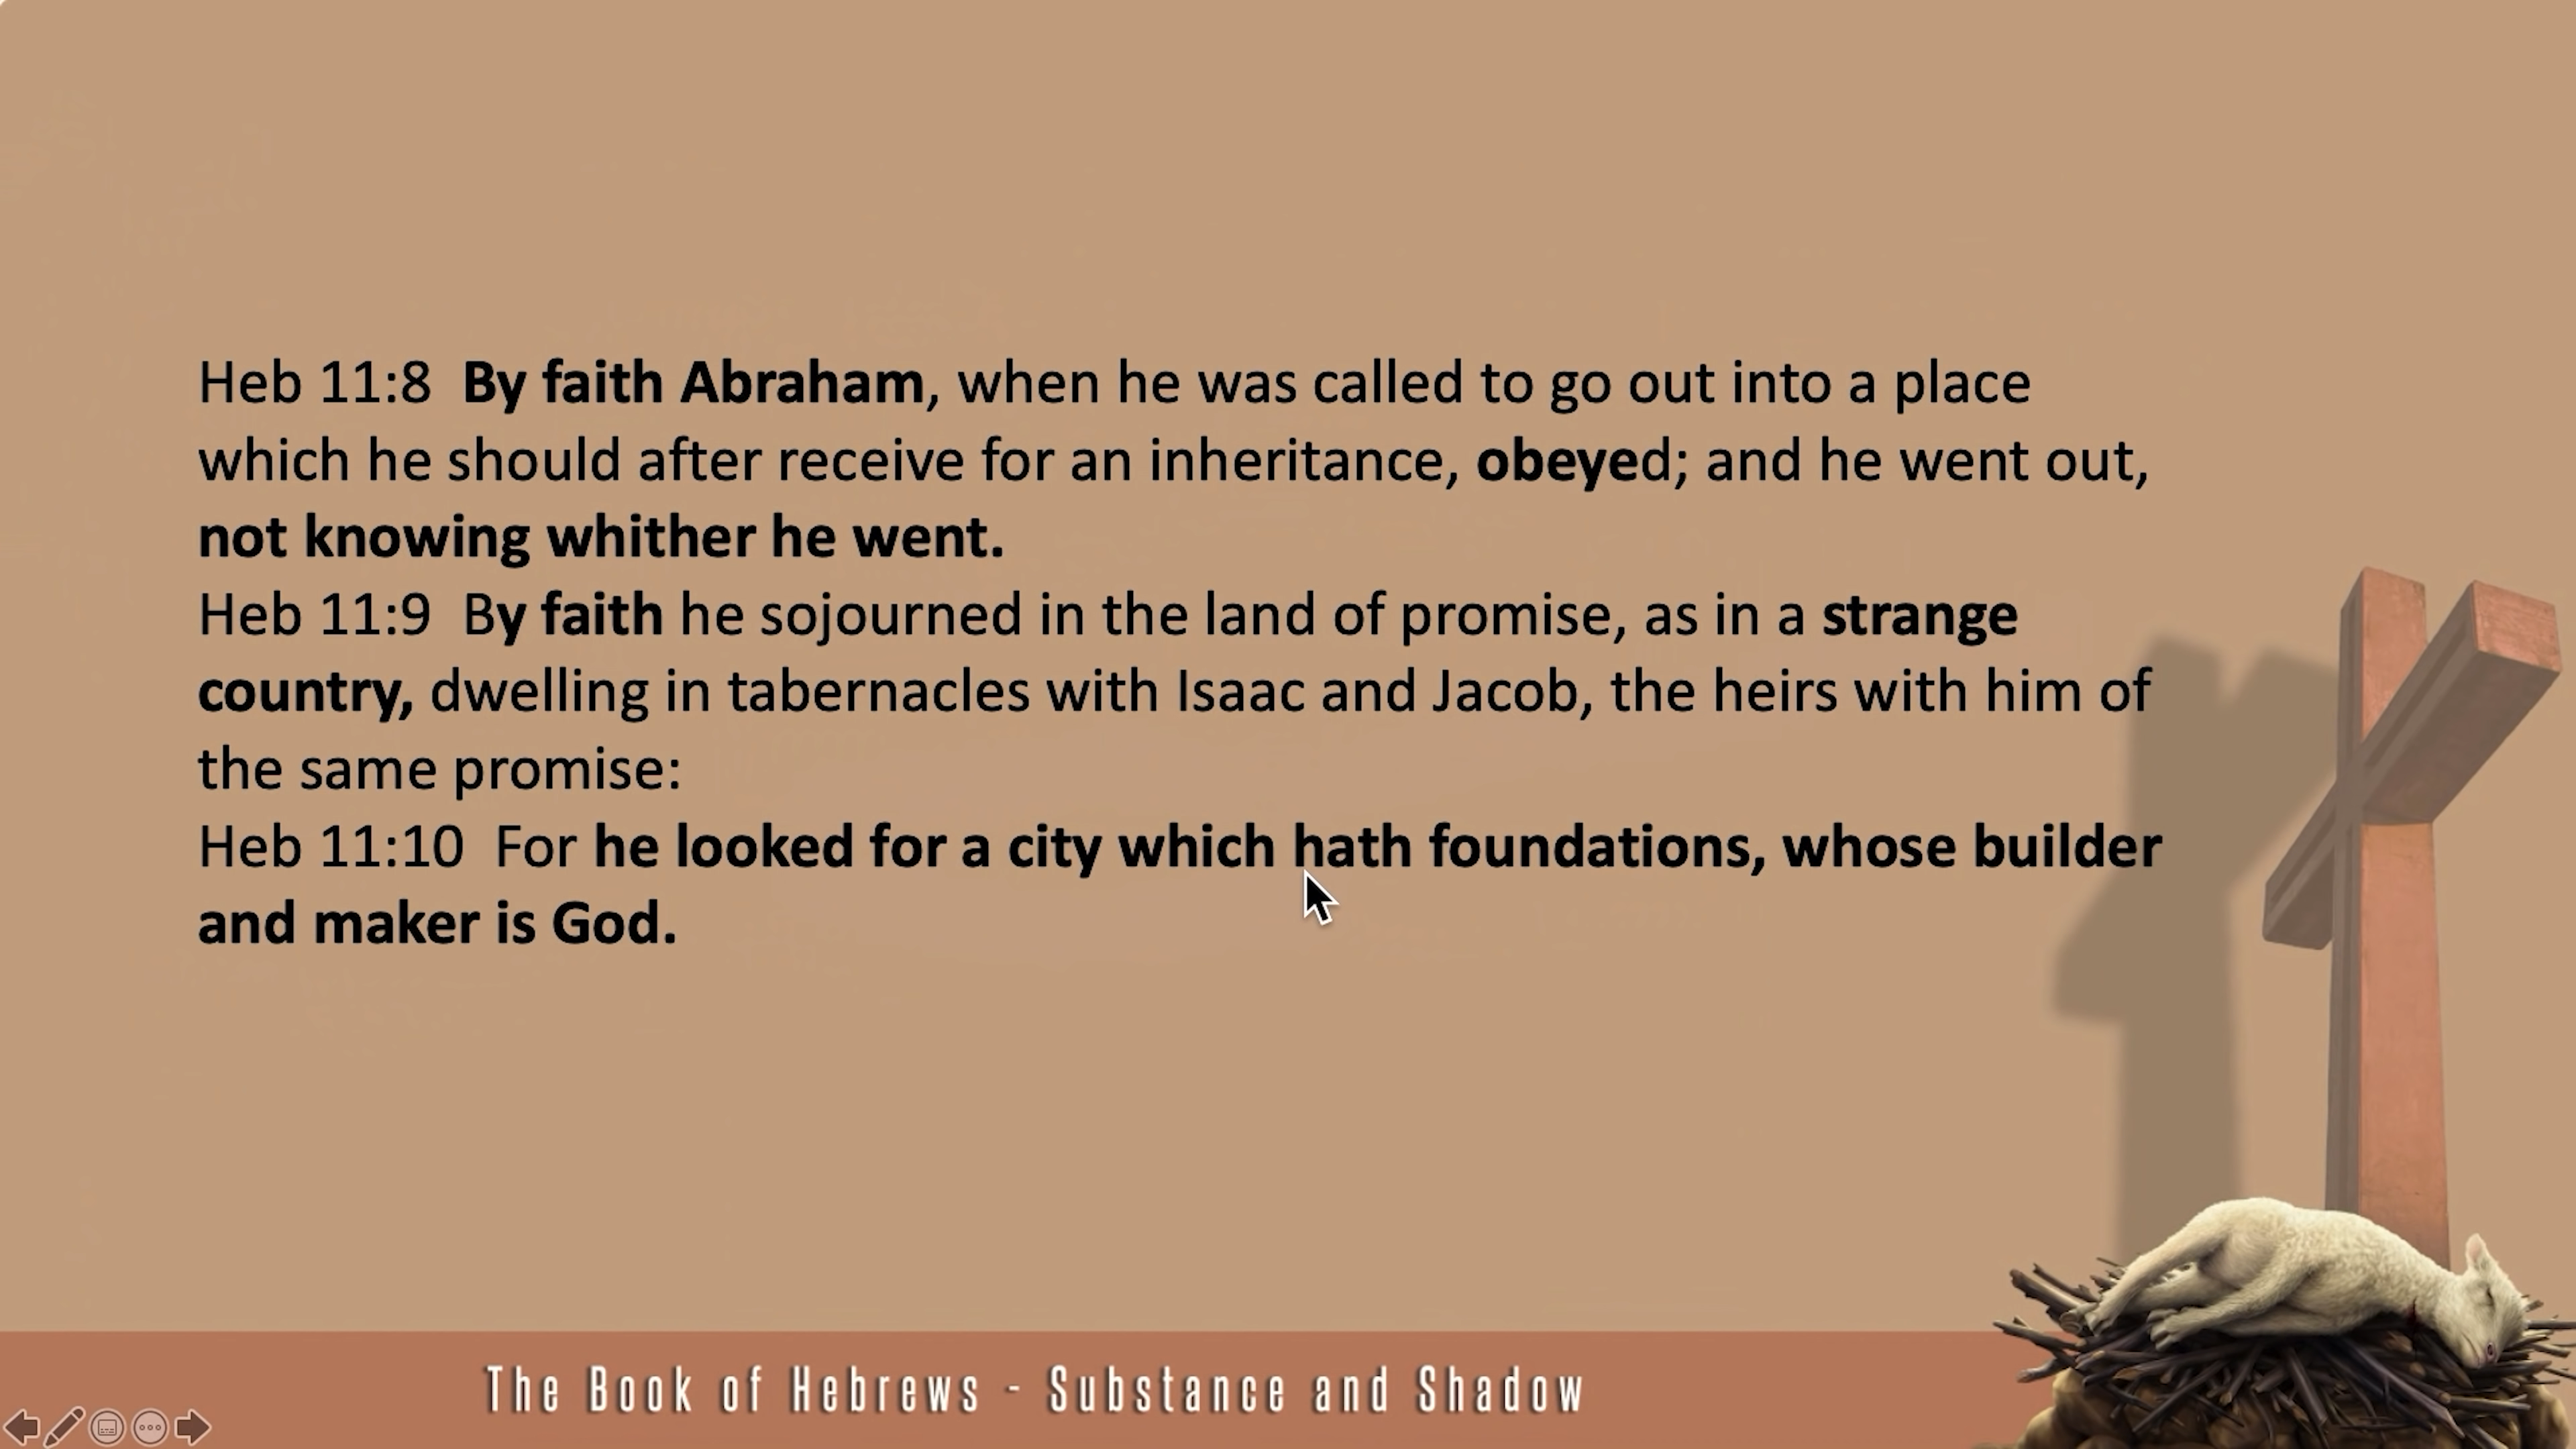 Heb 11:8  By faith Abraham, when he was called to go out into a place
which he should after receive for an inheritance, obeyed; and he went out,
not knowing whither he went.
Heb 11:9  By faith he sojourned in the land of promise, as in a strange
country, dwelling in tabernacles with Isaac and Jacob, the heirs with him of
the same promise:
Heb 11:10  For he looked for a city which hath foundations, whose builder
and maker is God.
The Book of Hebrews - Substance and Shadow